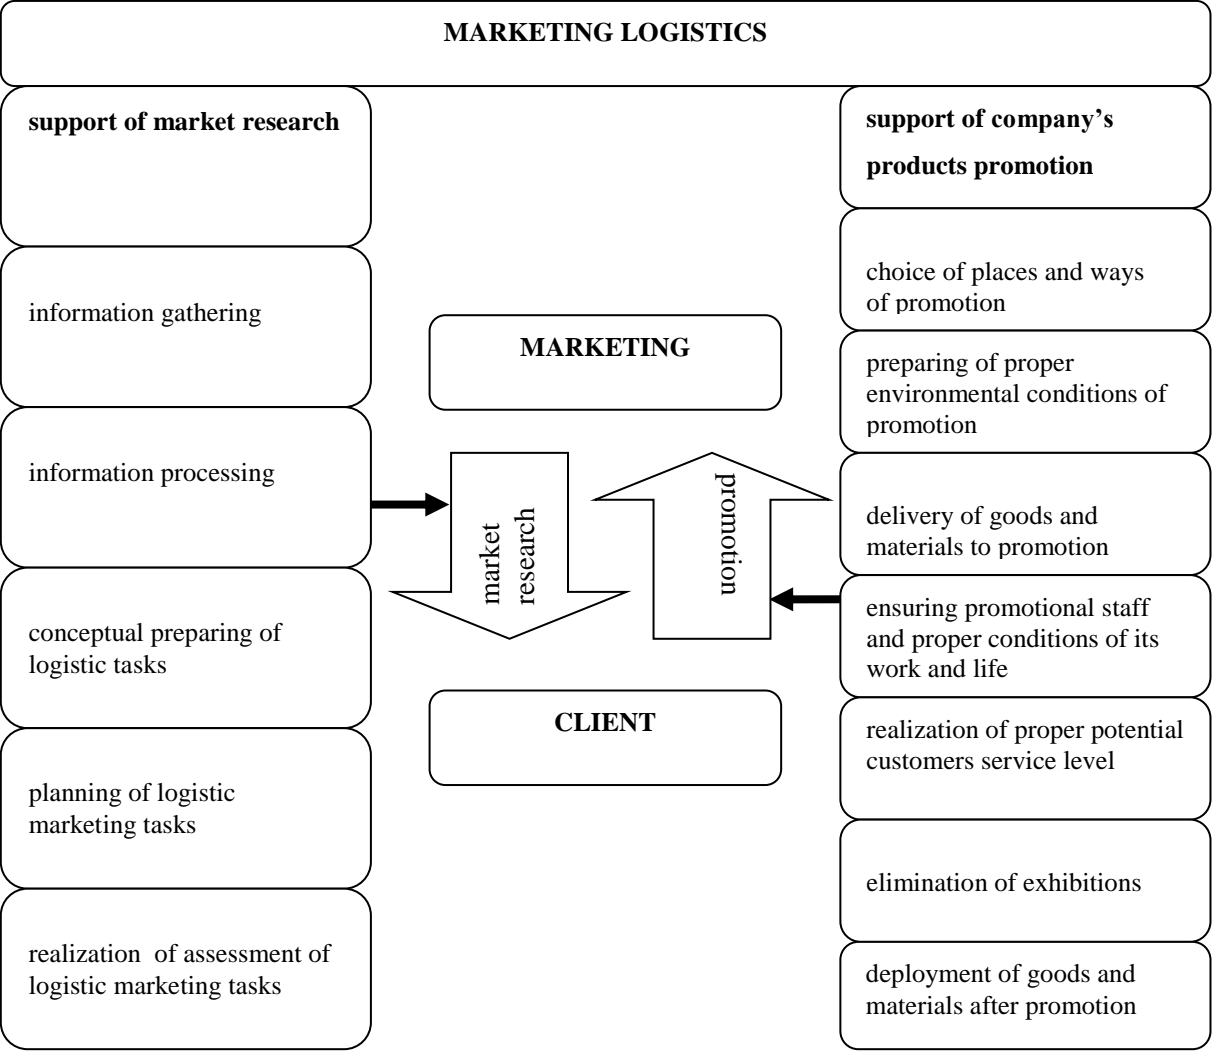 MARKETING LOGISTICS
support of market research
information gathering
information processing
conceptual preparing of
logistic tasks
planning of logistic
marketing tasks
realization  of assessment of
logistic marketing tasks
MARKETING
market
research
promotion
CLIENT
support of company’s
products promotion
choice of places and ways
of promotion
preparing of proper
environmental conditions of
promotion
delivery of goods and
materials to promotion
ensuring promotional staff
and proper conditions of its
work and life
realization of proper potential
customers service level
elimination of exhibitions
deployment of goods and
materials after promotion